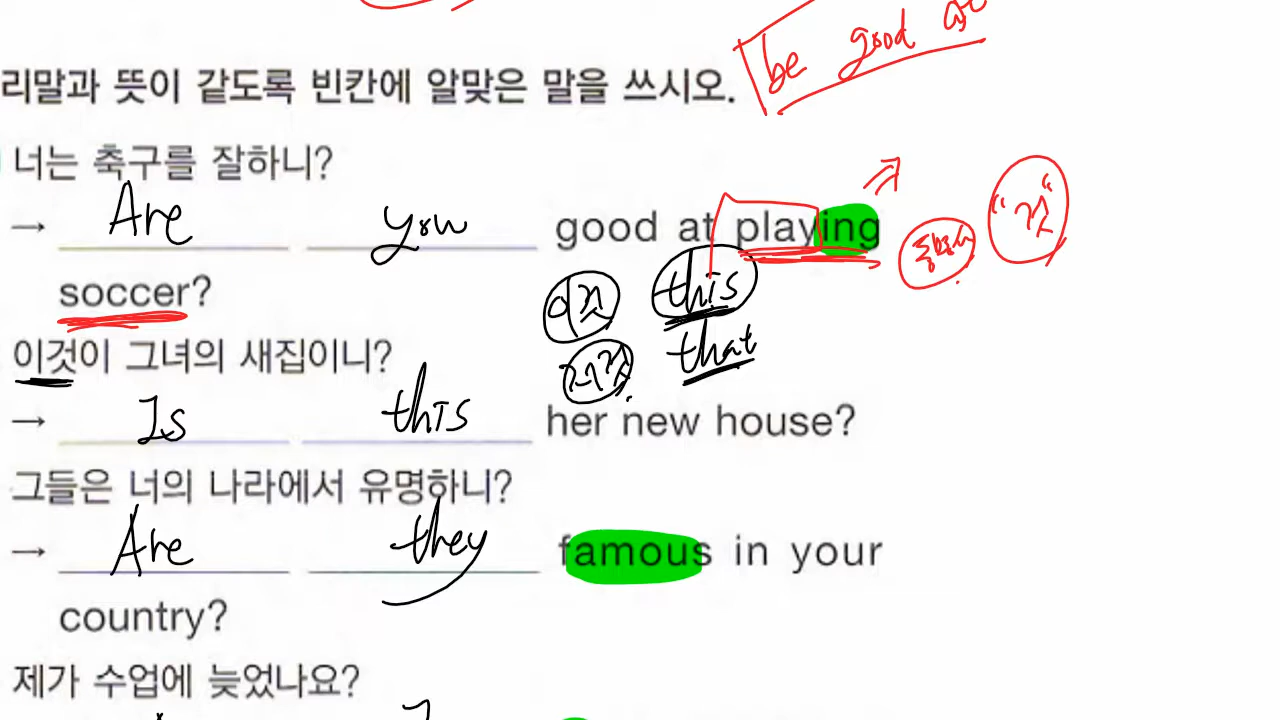 be good at
리말과 뜻이 같도록 빈칸에 알맞은 말을 쓰시오.
너는 축구를 잘하니?
→ Are you good at playing
동명사 "것"
soccer?
이것 this
저것 that
이것이 그녀의 새집이니?
→ Is this her new house?
그들은 너의 나라에서 유명하니?
→ Are they famous in your
country?
제가 수업에 늦었나요?